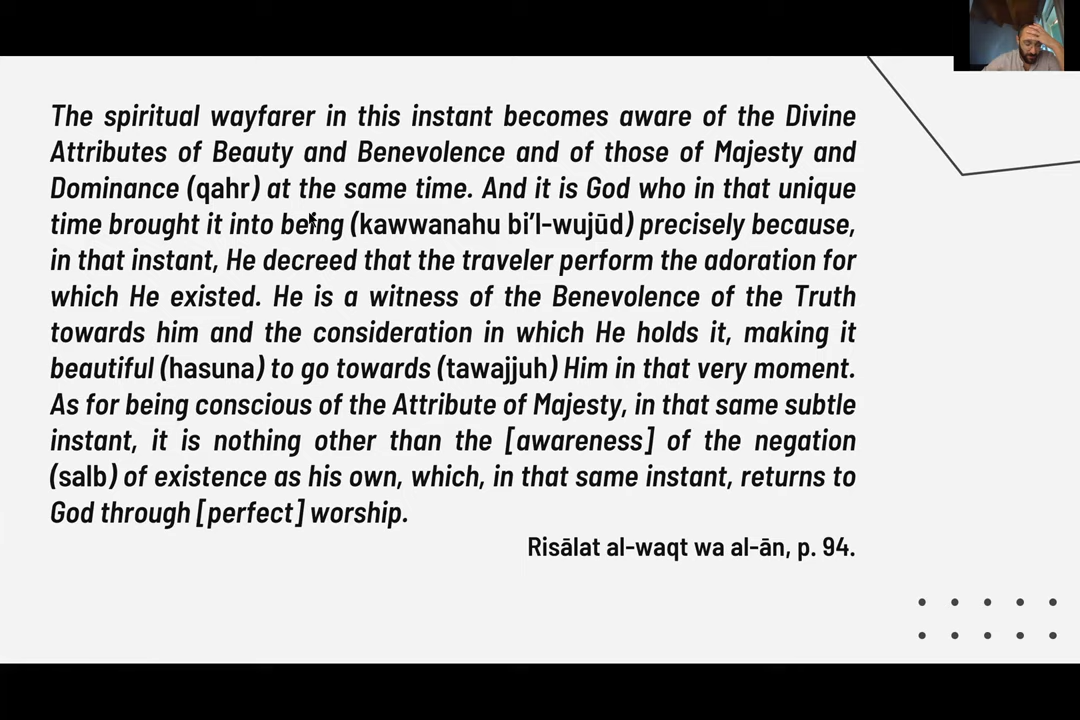 The spiritual wayfarer in this instant becomes aware of the Divine
Attributes of Beauty and Benevolence and of those of Majesty and
Dominance (qahr) at the same time. And it is God who in that unique
time brought it into being (kawwanahu bi’l-wujūd) precisely because,
in that instant, He decreed that the traveler perform the adoration for
which He existed. He is a witness of the Benevolence of the Truth
towards him and the consideration in which He holds it, making it
beautiful (hasuna) to go towards (tawajjuh) Him in that very moment.
As for being conscious of the Attribute of Majesty, in that same subtle
instant, it is nothing other than the [awareness] of the negation
(salb) of existence as his own, which, in that same instant, returns to
God through [perfect] worship.
Risālat al-waqt wa al-ān, p. 94.